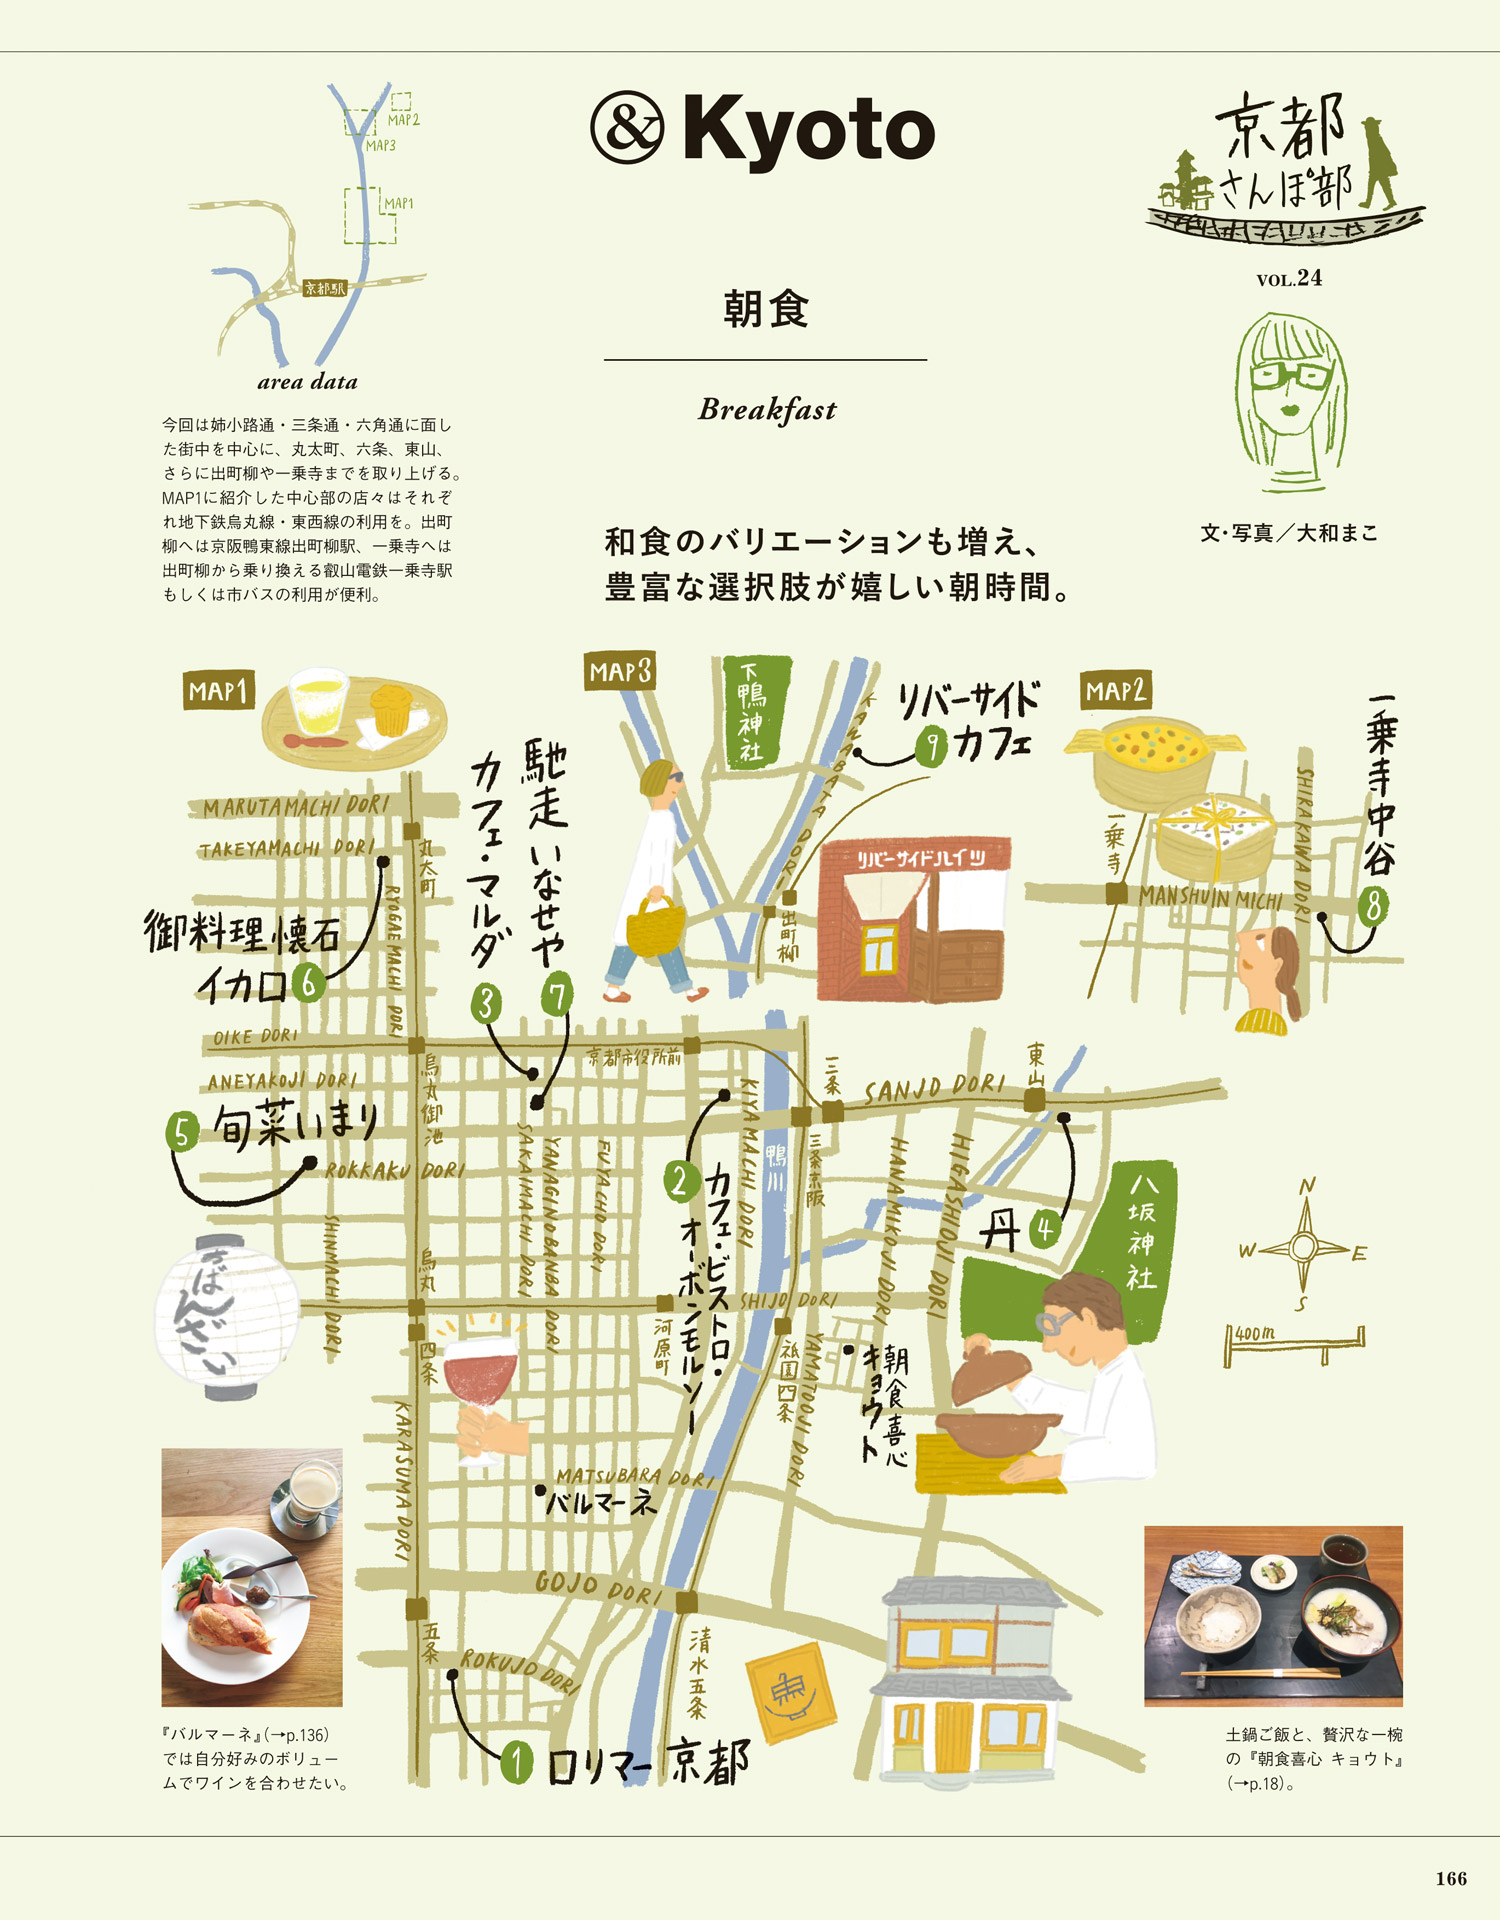 & Kyoto
京都
さんぽ部
VOL.24
文・写真／大和まこ
朝食
Breakfast
和食のバリエーションも増え、
豊富な選択肢が嬉しい朝時間。
MAP2
MAP3
MAP1
京都駅
area data
今回は姉小路通・三条通・六角通に面し
た街中を中心に、丸太町、六条、東山、
さらに出町柳や一乗寺までを取り上げる。
MAP1に紹介した中心部の店々はそれぞ
れ地下鉄烏丸線・東西線の利用を。出町
柳へは京阪鴨東線出町柳駅、一乗寺へは
出町柳から乗り換える叡山電鉄一乗寺駅
もしくは市バスの利用が便利。
MAP1
MARUTAMACHI DORI
TAKEYAMACHI DORI
丸太町
RYOGAEMACHI DORI
御料理 懐石
イカロ 6
カフェ・マルダ
3
馳走 いなせや
7
OIKE DORI
烏丸御池
京都市役所前
ANEYAKOJI DORI
5 旬菜いまり
ROKKAKU DORI
SHINMACHI DORI
SAKAIMACHI DORI
YANAGINOBANBA DORI
FUYACHO DORI
KIYAMACHI DORI
鴨川
三条
三条京阪
SANJO DORI
東山
HANAMIKOJI DORI
HIGASHIOJI DORI
丹 4
八坂神社
2
カフェ・ビストロ・
オーボンモルソー
烏丸
四条
SHIJO DORI
河原町
祇園四条
YAMATOOJI DORI
朝食喜心
キョウト
おばんざい
KARASUMA DORI
MATSUBARA DORI
バルマーネ
GOJO DORI
五条
清水五条
ROKUJO DORI
1 ロリマー京都
MAP3
下鴨神社
KAWABATA DORI
リバーサイド
9 カフェ
リバーサイドハイツ
出町柳
MAP2
一乗寺
SHIRAKAWA DORI
MANSHUIN MICHI
一乗寺中谷
8
N
W E
S
400m
『バルマーネ』（→p.136）
では自分好みのボリュー
ムでワインを合わせたい。
土鍋ご飯と、贅沢な一椀
の『朝食喜心 キョウト』
（→p.18）。
166